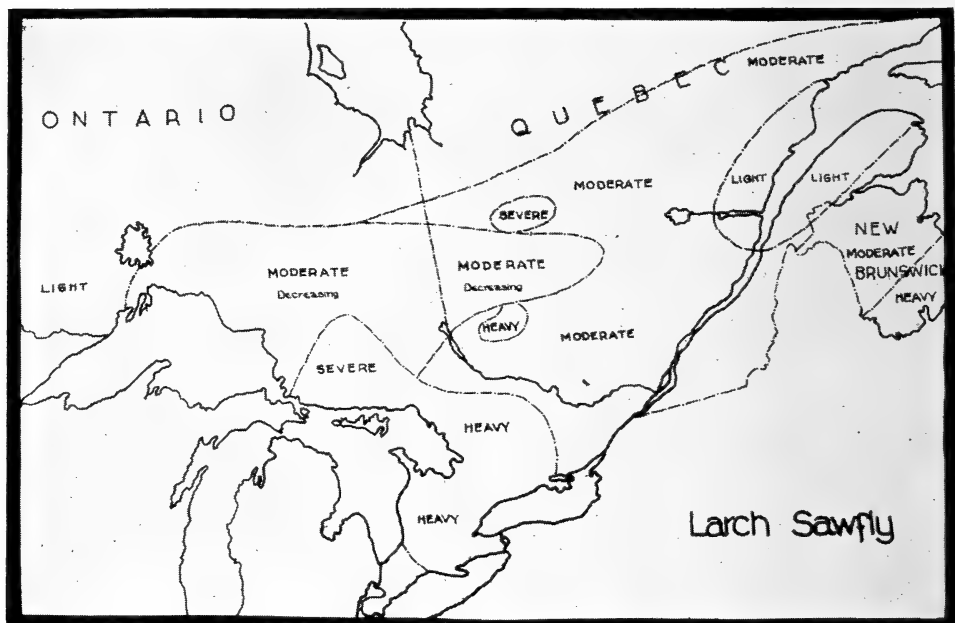 MODERATE
QUEBEC
ONTARIO
LIGHT
LIGHT
MODERATE
SEVERE
NEW
MODERATE
BRUNSWICK
MODERATE
Decreasing
MODERATE
Decreasing
LIGHT
HEAVY
HEAVY
MODERATE
SEVERE
HEAVY
HEAVY
Larch Sawfly